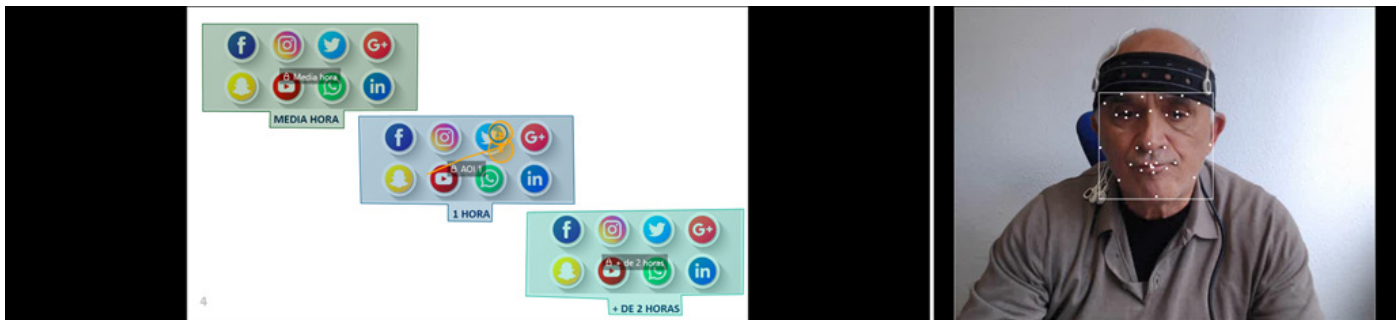 Media hora
MEDIA HORA
AOI 1
1 HORA
+ de 2 horas
+ DE 2 HORAS
4